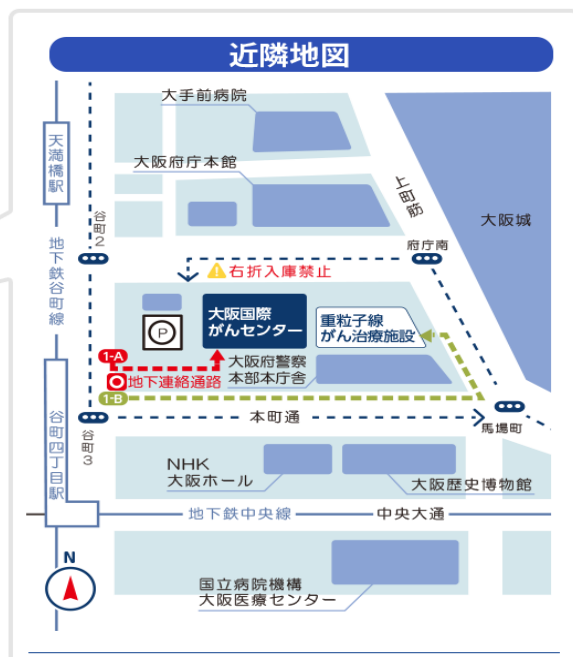 近隣地図
大手前病院
天満橋駅
大阪府庁本館
上町筋
大阪城
谷町2
府庁南
地下鉄谷町線
右折入庫禁止
大阪国際
がんセンター
重粒子線
がん治療施設
P
1-A
地下連絡通路
大阪府警察
本部本庁舎
1-B
本町通
馬場町
谷町3
谷町四丁目駅
NHK
大阪ホール
大阪歴史博物館
地下鉄中央線
中央大通
N
国立病院機構
大阪医療センター